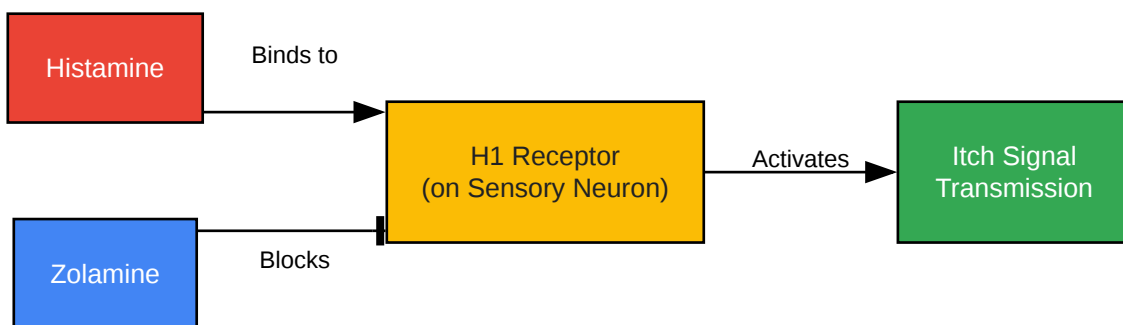 Histamine
Binds to
H1 Receptor
(on Sensory Neuron)
Activates
Itch Signal
Transmission
Zolamine
Blocks